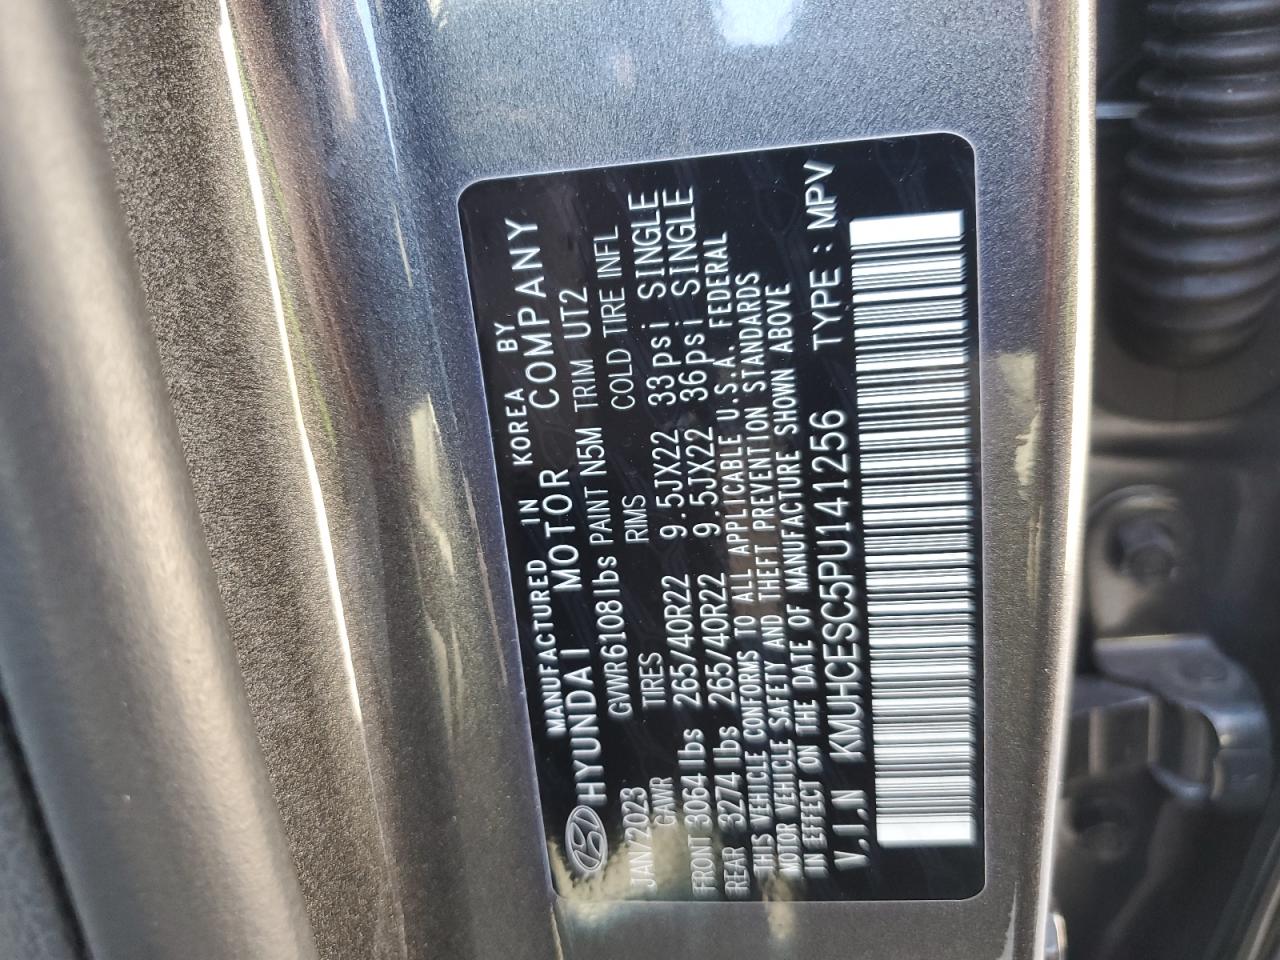 MANUFACTURED IN KOREA BY
HYUNDAI MOTOR COMPANY
JAN/2023 GVWR6108lbs PAINT N5M TRIM UT2
GAWR TIRES RIMS COLD TIRE INFL
FRONT 3064lbs 265/40R22 9.5JX22 33psi SINGLE
REAR 3274lbs 265/40R22 9.5JX22 36psi SINGLE
THIS VEHICLE CONFORMS TO ALL APPLICABLE U.S.A. FEDERAL
MOTOR VEHICLE SAFETY AND THEFT PREVENTION STANDARDS
IN EFFECT ON THE DATE OF MANUFACTURE SHOWN ABOVE
V.I.N KMUHCESC5PU141256 TYPE : MPV